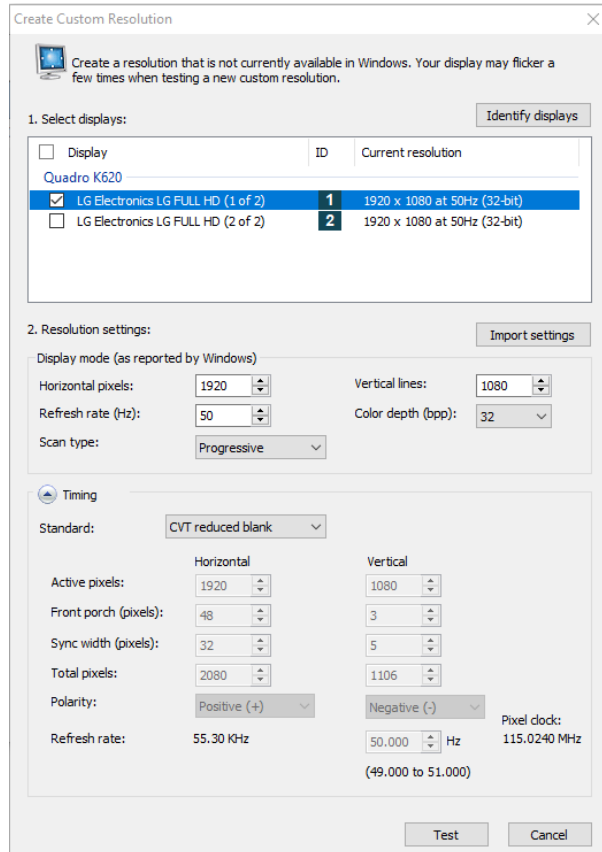 Create Custom Resolution
Create a resolution that is not currently available in Windows. Your display may flicker a
few times when testing a new custom resolution.
1. Select displays:
Identify displays
Display ID Current resolution
Quadro K620
LG Electronics LG FULL HD (1 of 2) 1 1920 x 1080 at 50Hz (32-bit)
LG Electronics LG FULL HD (2 of 2) 2 1920 x 1080 at 50Hz (32-bit)
2. Resolution settings:
Import settings
Display mode (as reported by Windows)
Horizontal pixels: 1920 Vertical lines: 1080
Refresh rate (Hz): 50 Color depth (bpp): 32
Scan type: Progressive
Timing
Standard: CVT reduced blank
Horizontal Vertical
Active pixels: 1920 1080
Front porch (pixels): 48 3
Sync width (pixels): 32 5
Total pixels: 2080 1106
Polarity: Positive (+) Negative (-)
Pixel clock:
Refresh rate: 55.30 KHz 50.000 Hz 115.0240 MHz
(49.000 to 51.000)
Test Cancel